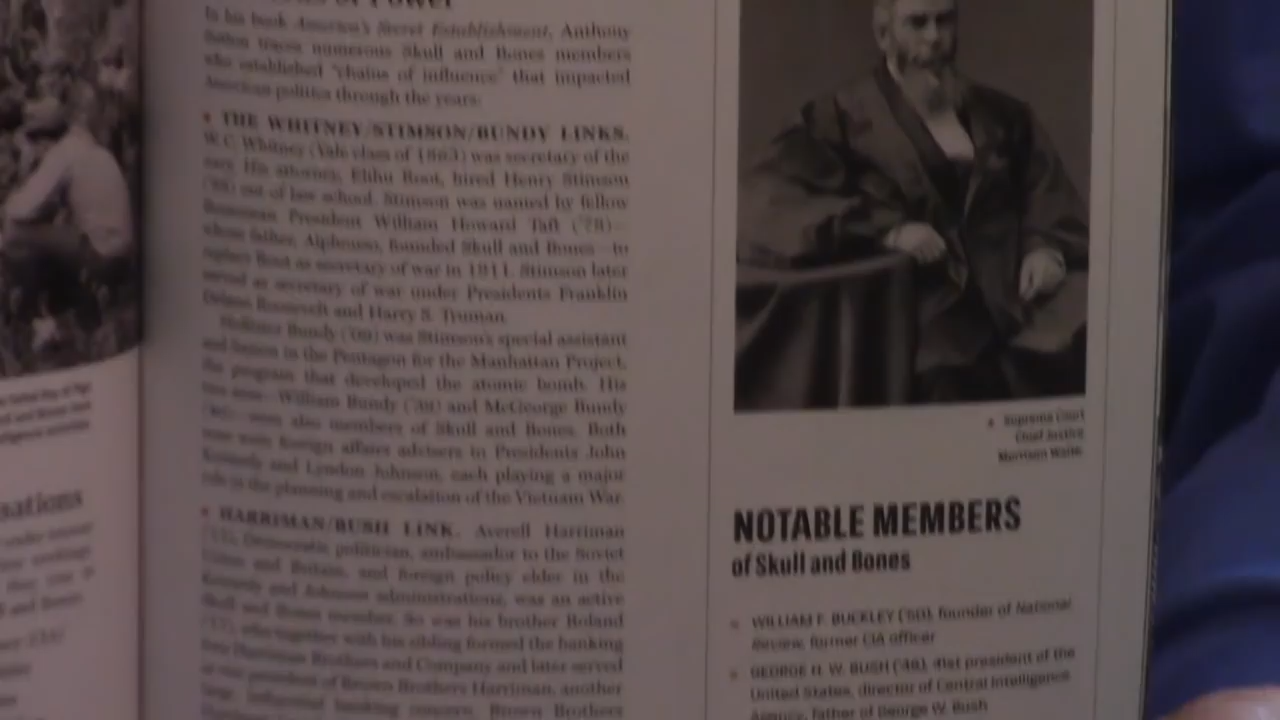 of Power
In his book America's Secret Establishment, Anthony
Sutton traces numerous Skull and Bones members
who established "chains of influence" that impacted
American politics through the years:
• THE WHITNEY/STIMSON/BUNDY LINKS.
W.C. Whitney (Yale class of 1863) was secretary of the
navy. His attorney, Elihu Root, hired Henry Stimson
('88) out of law school. Stimson was named by fellow
Bonesman President William Howard Taft ('78)—
whose father, Alphonso, founded Skull and Bones—to
replace Root as secretary of war in 1911. Stimson later
served as secretary of war under Presidents Franklin
Delano Roosevelt and Harry S. Truman.
Hollister Bundy ('09) was Stimson's special assistant
and liaison in the Pentagon for the Manhattan Project,
the program that developed the atomic bomb. His
two sons—William Bundy ('39) and McGeorge Bundy
('40)—were also members of Skull and Bones. Both
men were foreign affairs advisers to Presidents John
Kennedy and Lyndon Johnson, each playing a major
role in the planning and escalation of the Vietnam War.
• HARRIMAN/BUSH LINK. Averell Harriman
('13), Democratic politician, ambassador to the Soviet
Union and Britain, and foreign policy elder in the
Kennedy and Johnson administrations, was an active
Skull and Bones member. So was his brother Roland
('17), who together with his sibling formed the banking
firm Harriman Brothers and Company and later served
as vice president of Brown Brothers Harriman, another
large, influential banking concern. Brown Brothers
sations
• Supreme Court
Chief Justice
Morrison Waite
NOTABLE MEMBERS
of Skull and Bones
• WILLIAM F. BUCKLEY ('50), founder of National
Review, former CIA officer
• GEORGE H. W. BUSH ('48), 41st president of the
United States, director of Central Intelligence
Agency, father of George W. Bush